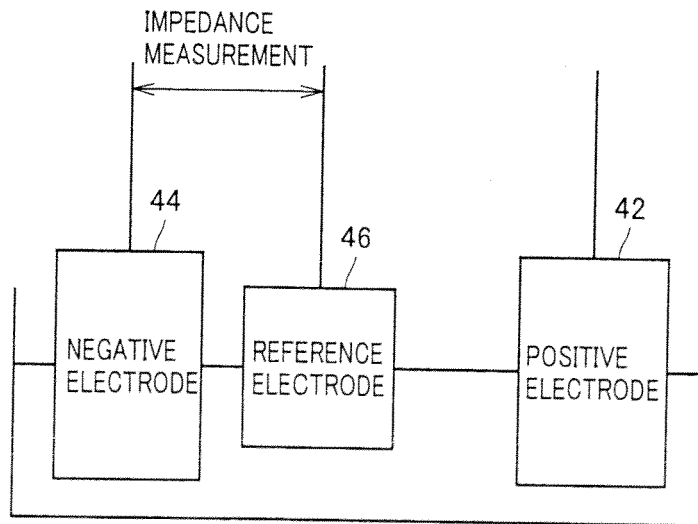 IMPEDANCE
MEASUREMENT
44
46
42
NEGATIVE
ELECTRODE
REFERENCE
ELECTRODE
POSITIVE
ELECTRODE